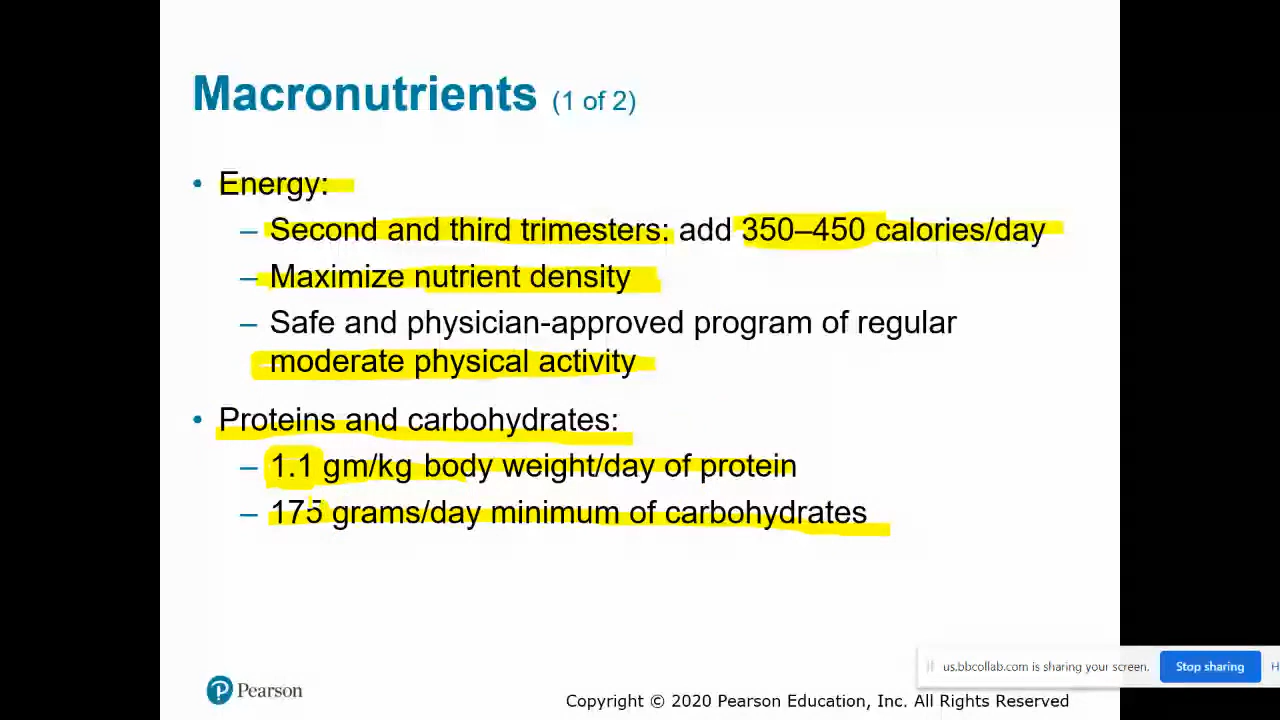 Macronutrients (1 of 2)
• Energy:
– Second and third trimesters: add 350–450 calories/day
– Maximize nutrient density
– Safe and physician-approved program of regular
moderate physical activity
• Proteins and carbohydrates:
– 1.1 gm/kg body weight/day of protein
– 175 grams/day minimum of carbohydrates
us.bbcollab.com is sharing your screen.
Stop sharing
Pearson
Copyright © 2020 Pearson Education, Inc. All Rights Reserved